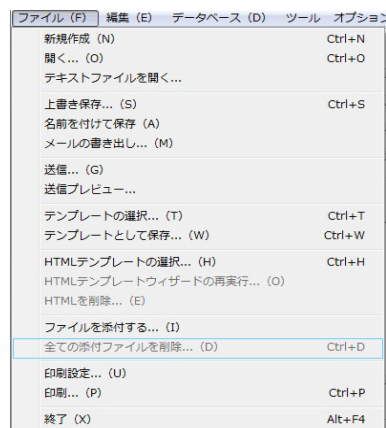 ファイル（F） 編集（E） データベース（D） ツール オプション
新規作成（N） Ctrl+N
開く...（O） Ctrl+O
テキストファイルを開く...
上書き保存...（S） Ctrl+S
名前を付けて保存（A）
メールの書き出し...（M）
送信...（G）
送信プレビュー...
テンプレートの選択...（T） Ctrl+T
テンプレートとして保存...（W） Ctrl+W
HTMLテンプレートの選択...（H） Ctrl+H
HTMLテンプレートウィザードの再実行...（O）
HTMLを削除...（E）
ファイルを添付する...（I）
全ての添付ファイルを削除...（D） Ctrl+D
印刷設定...（U）
印刷...（P） Ctrl+P
終了（X） Alt+F4